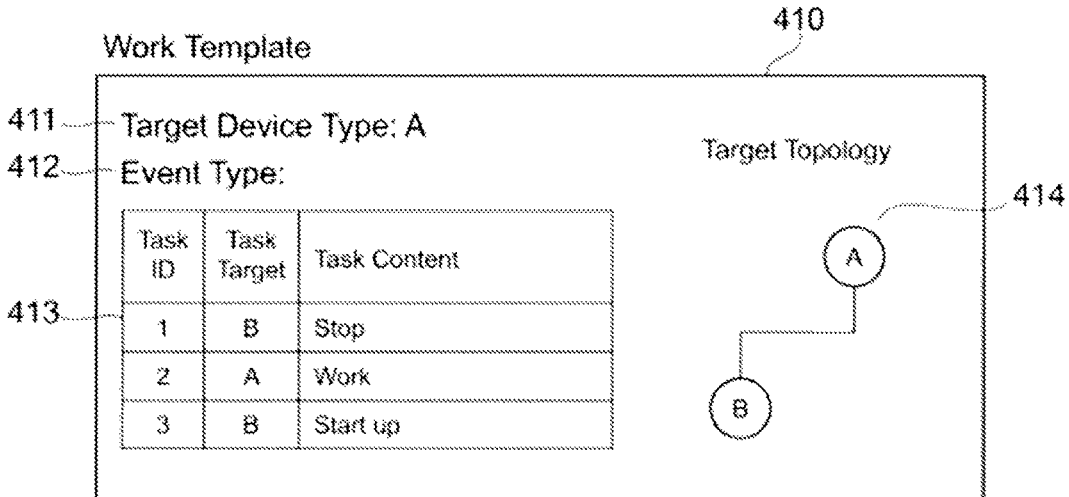 410
Work Template
411 Target Device Type: A
Target Topology
412 Event Type:
414
Task ID Task Target Task Content
A
413
1 B Stop
2 A Work
B
3 B Start up